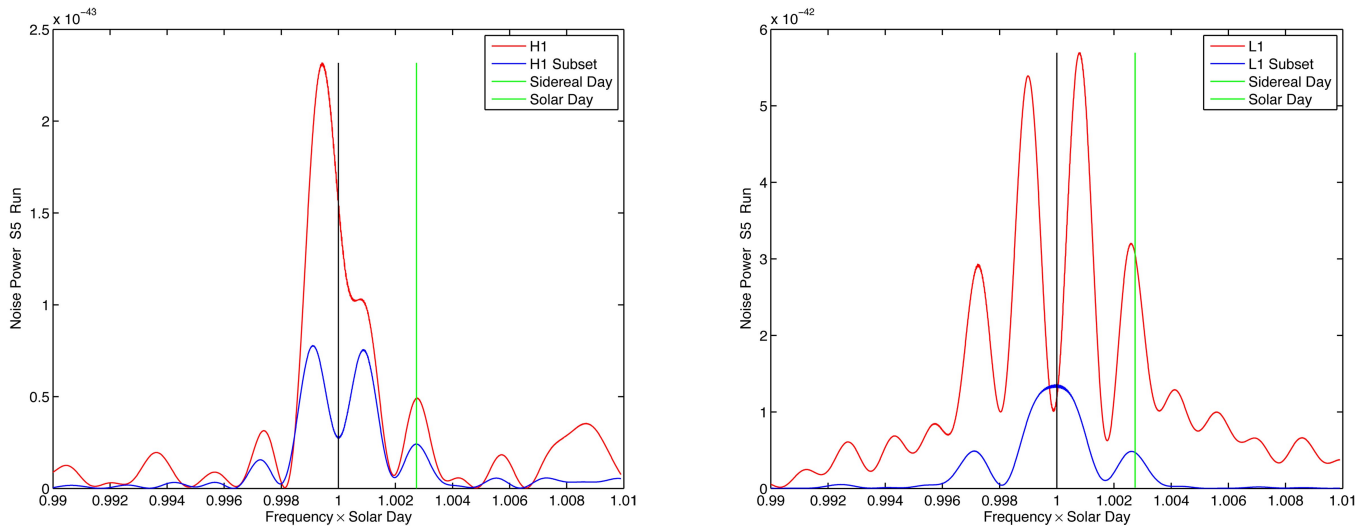 x 10⁻⁴³
2.5
2
1.5
1
0.5
0
Noise Power S5 Run
0.99 0.992 0.994 0.996 0.998 1 1.002 1.004 1.006 1.008 1.01
Frequency × Solar Day
H1
H1 Subset
Sidereal Day
Solar Day
x 10⁻⁴²
6
5
4
3
2
1
0
Noise Power S5 Run
0.99 0.992 0.994 0.996 0.998 1 1.002 1.004 1.006 1.008 1.01
Frequency × Solar Day
L1
L1 Subset
Sidereal Day
Solar Day